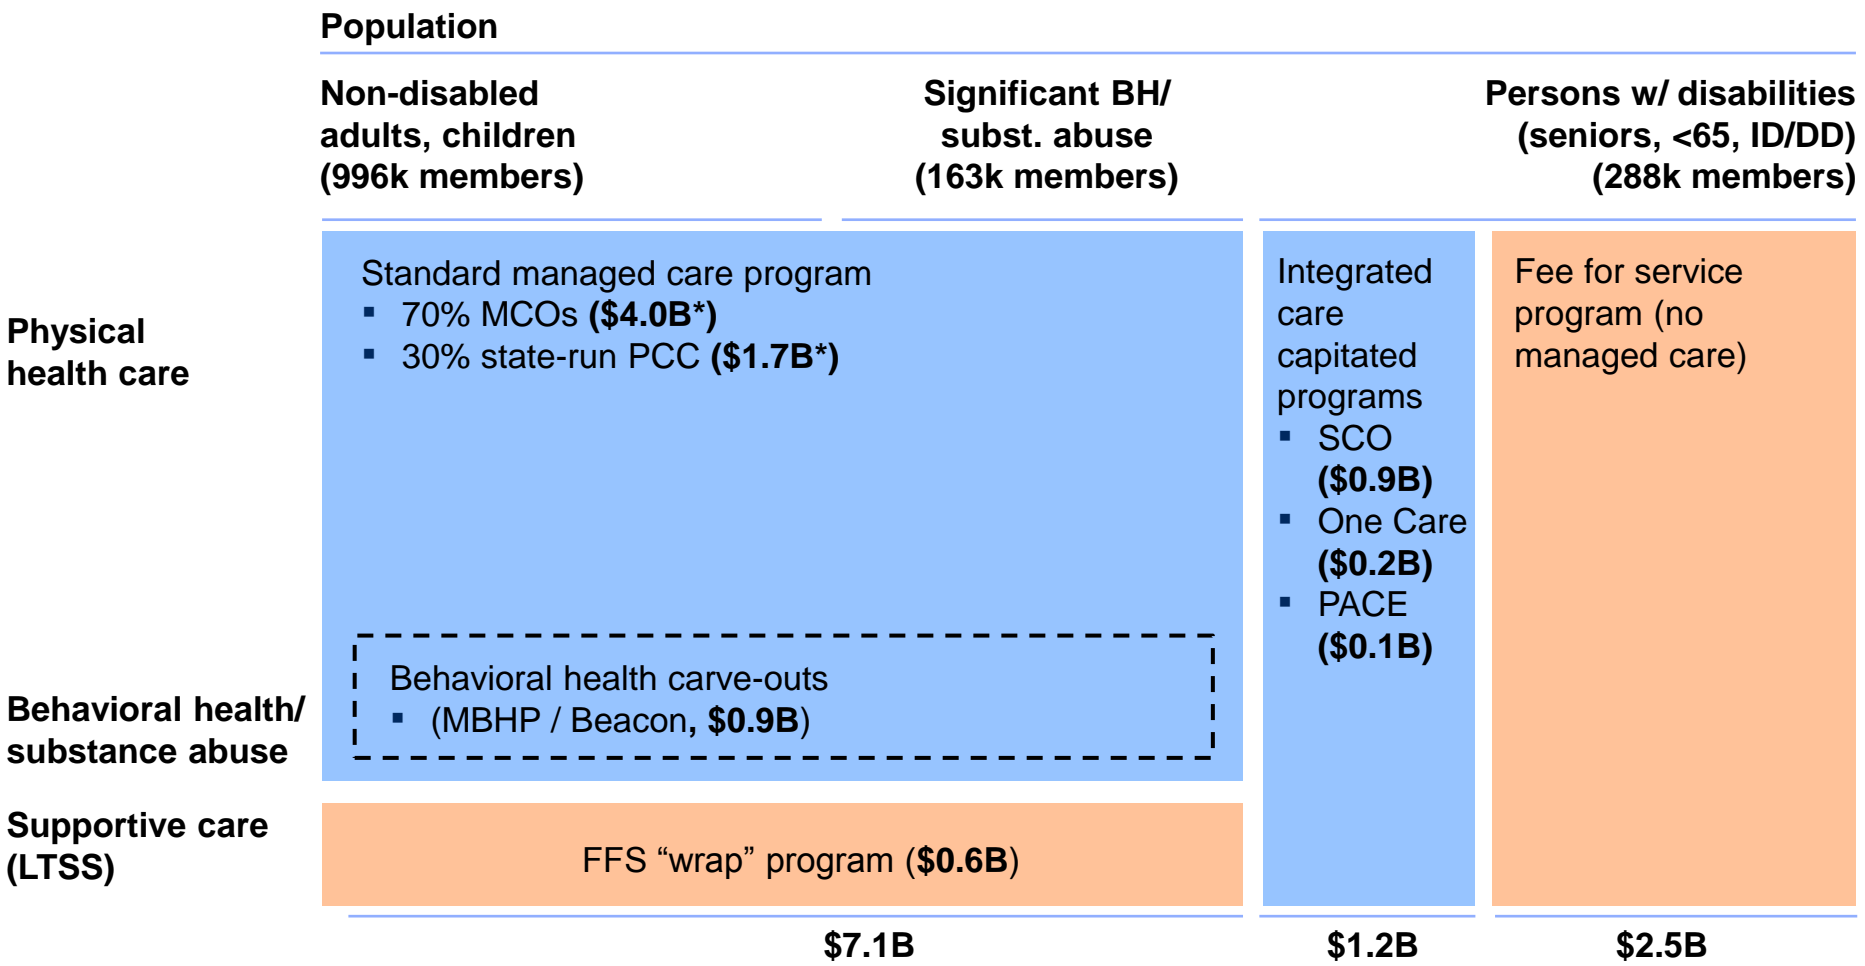 Population
Non-disabled
adults, children
(996k members)
Significant BH/
subst. abuse
(163k members)
Persons w/ disabilities
(seniors, <65, ID/DD)
(288k members)
Physical
health care
Standard managed care program
▪ 70% MCOs ($4.0B*)
▪ 30% state-run PCC ($1.7B*)
Integrated
care
capitated
programs
▪ SCO
($0.9B)
▪ One Care
($0.2B)
▪ PACE
($0.1B)
Fee for service
program (no
managed care)
Behavioral health/
substance abuse
Behavioral health carve-outs
▪ (MBHP / Beacon, $0.9B)
Supportive care
(LTSS)
FFS “wrap” program ($0.6B)
$7.1B
$1.2B
$2.5B